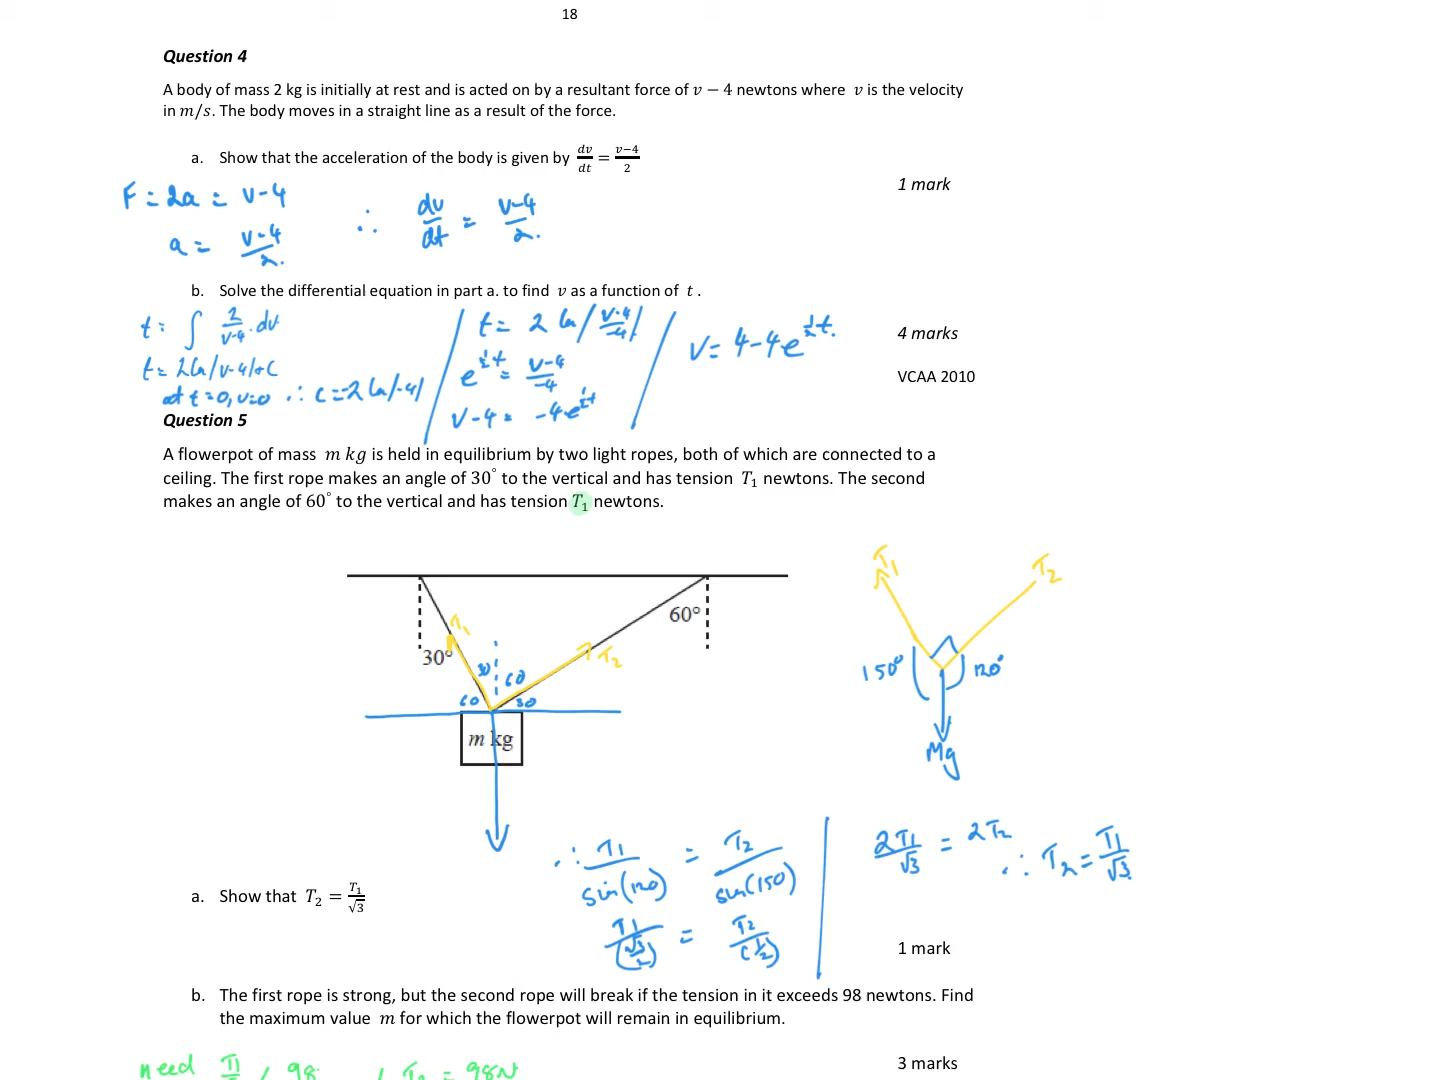 18
Question 4
A body of mass 2 kg is initially at rest and is acted on by a resultant force of v − 4 newtons where v is the velocity
in m/s. The body moves in a straight line as a result of the force.
a. Show that the acceleration of the body is given by dv/dt = (v−4)/2
1 mark
F = 2a = v-4
a = (v-4)/2.
∴ dv/dt = (v-4)/2.
b. Solve the differential equation in part a. to find v as a function of t .
4 marks
VCAA 2010
t = ∫ 2/(v-4) . dv
t = 2ln|v-4|+C
at t=0, v=0 ∴ C=-2ln|-4|
t = 2 ln|(v-4)/-4|
e^(½t) = (v-4)/-4
v-4 = -4e^(½t)
v = 4-4e^(½t).
Question 5
A flowerpot of mass m kg is held in equilibrium by two light ropes, both of which are connected to a
ceiling. The first rope makes an angle of 30° to the vertical and has tension T₁ newtons. The second
makes an angle of 60° to the vertical and has tension T₁ newtons.
60°
30°
T₁
T₂
30
60
60
30
m kg
T₁
T₂
150°
120°
Mg
a. Show that T₂ = T₁/√3
∴ T₁/sin(120) = T₂/sin(150)
T₁/(√3/2) = T₂/(½)
2T₁/√3 = 2T₂
∴ T₂ = T₁/√3
1 mark
b. The first rope is strong, but the second rope will break if the tension in it exceeds 98 newtons. Find
the maximum value m for which the flowerpot will remain in equilibrium.
3 marks
need T₁ 98 T₂ = 98N